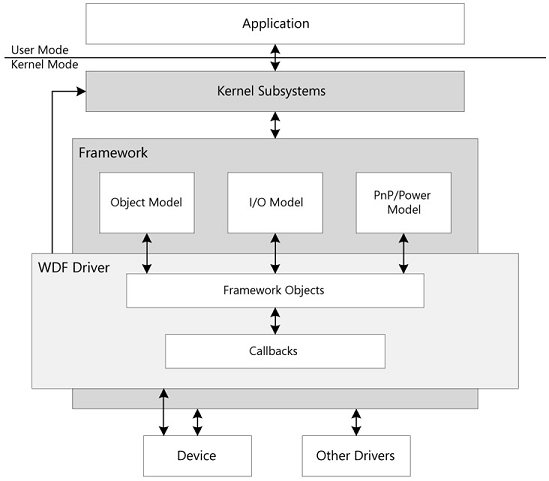 Application
User Mode
Kernel Mode
Kernel Subsystems
Framework
Object Model
I/O Model
PnP/Power
Model
WDF Driver
Framework Objects
Callbacks
Device
Other Drivers